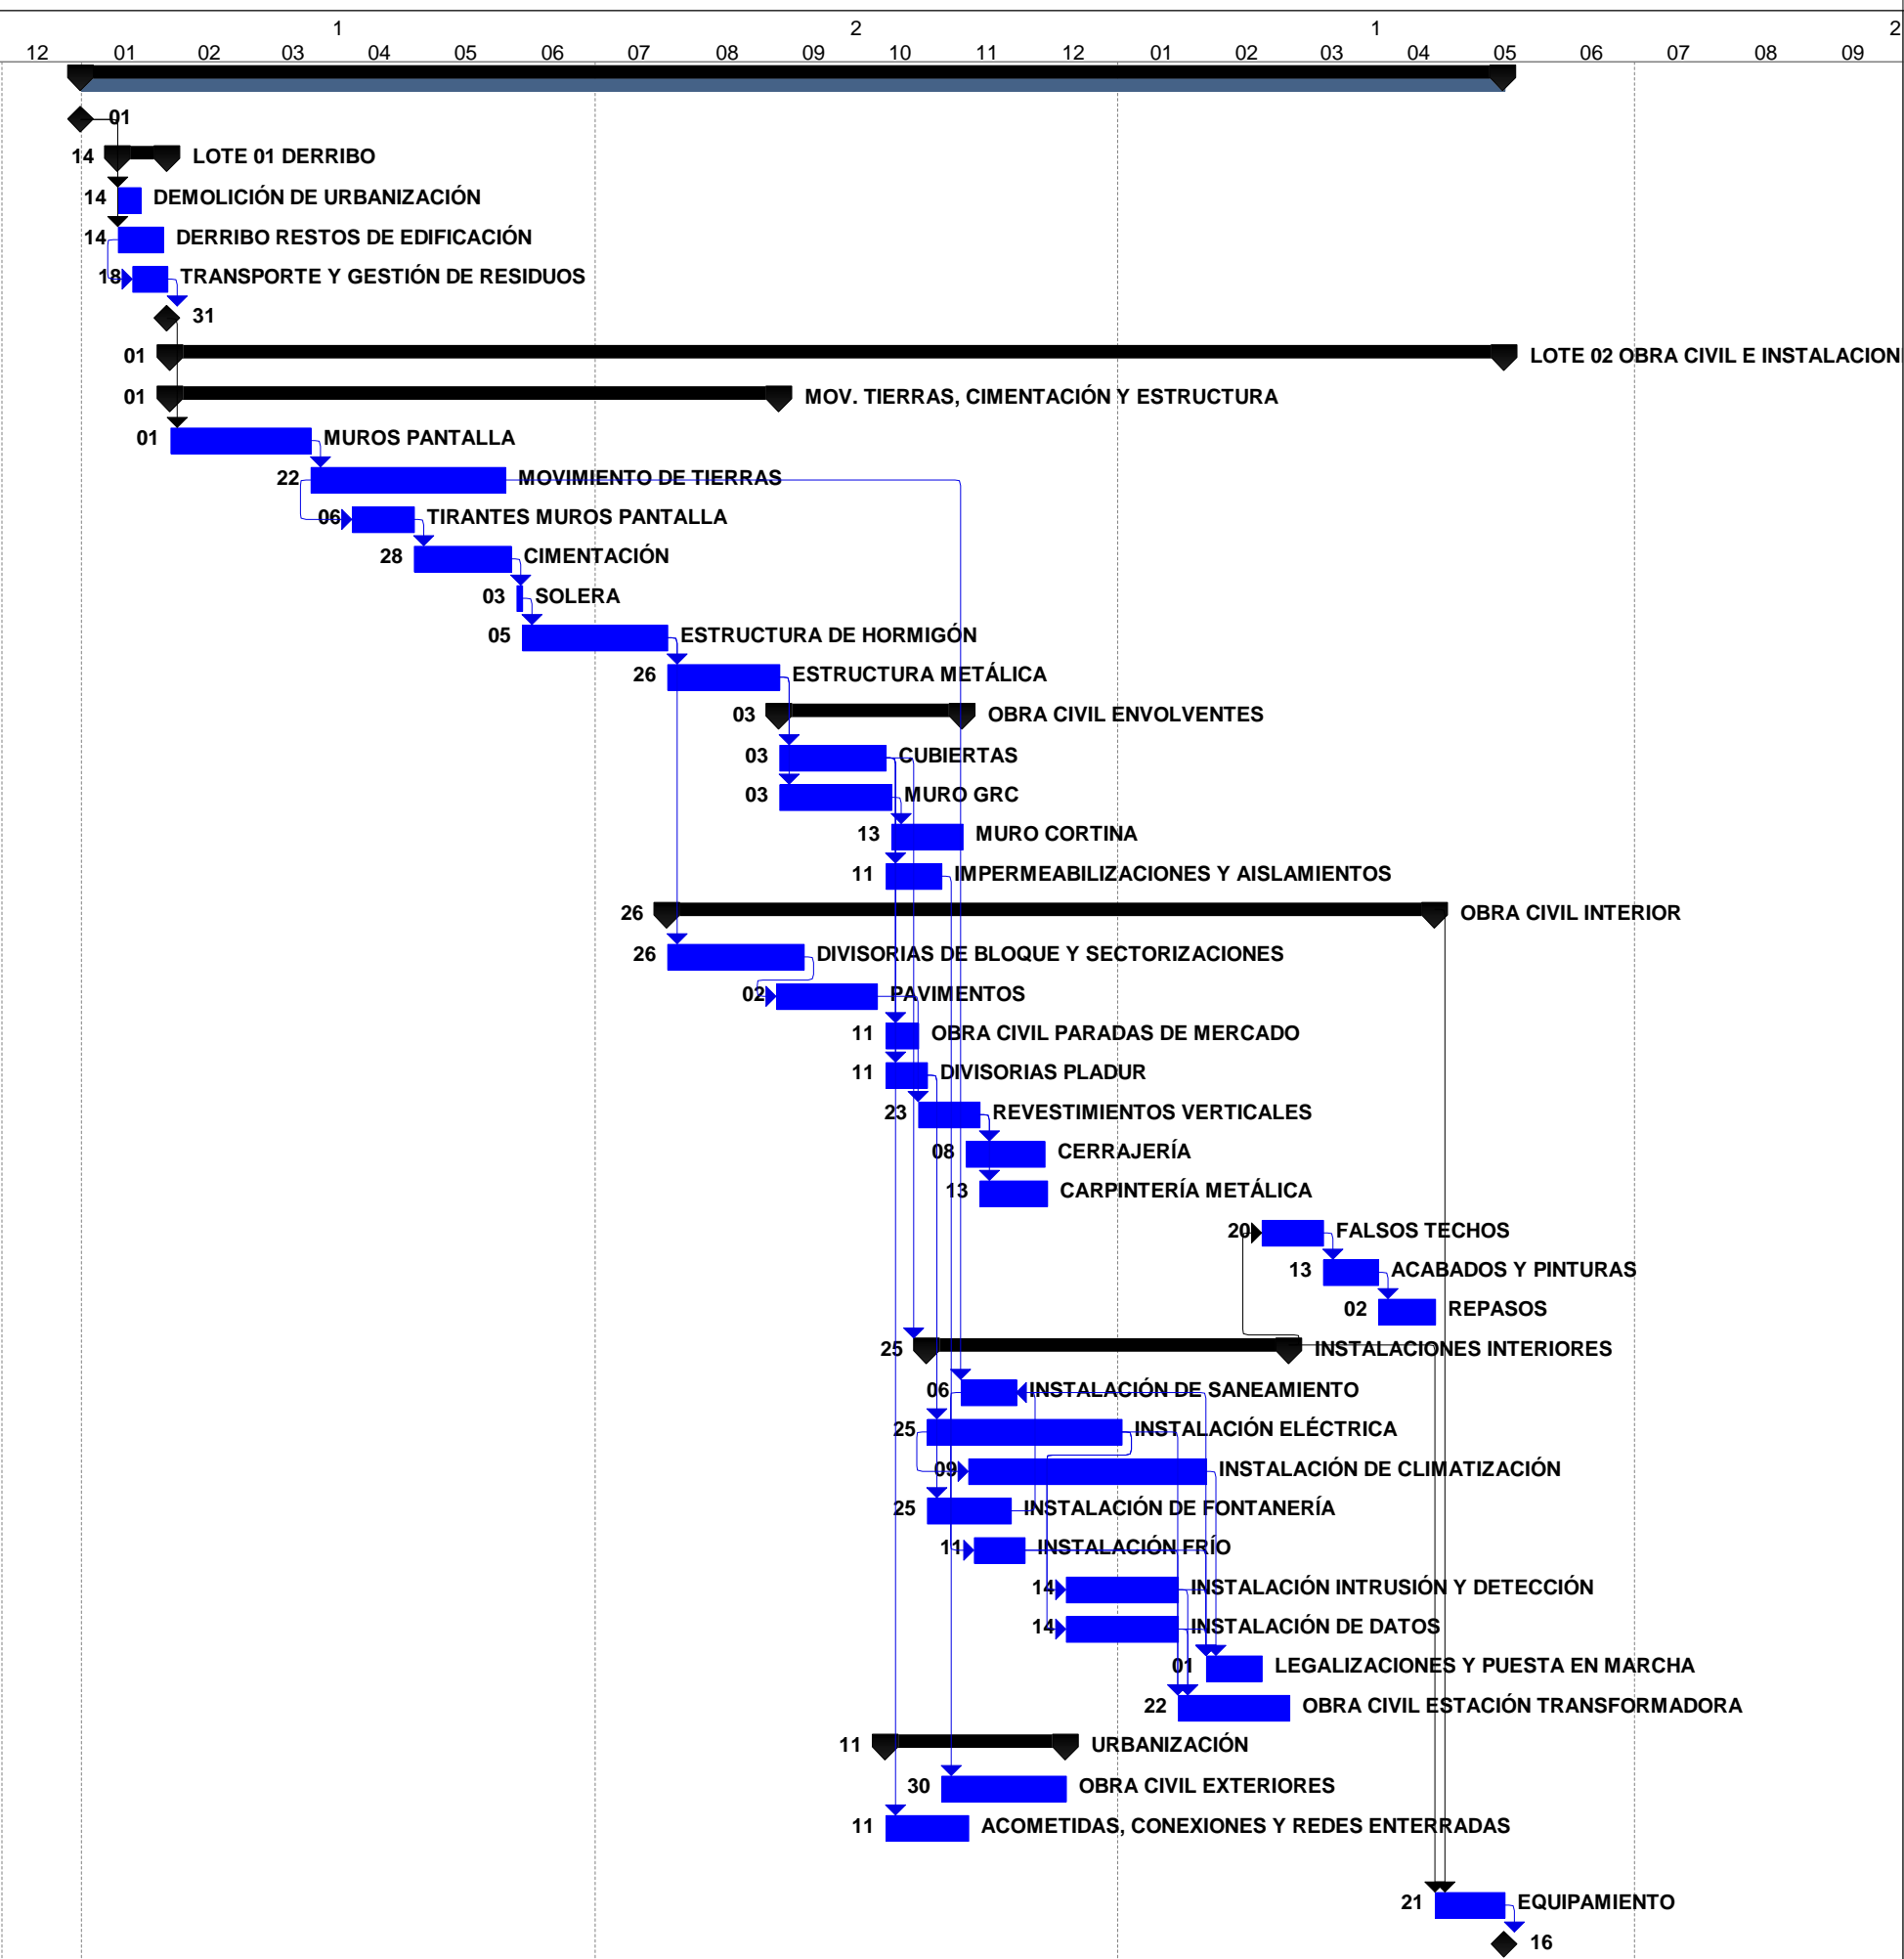 1 2 1 2
12 01 02 03 04 05 06 07 08 09 10 11 12 01 02 03 04 05 06 07 08 09
01
14 LOTE 01 DERRIBO
14 DEMOLICIÓN DE URBANIZACIÓN
14 DERRIBO RESTOS DE EDIFICACIÓN
18 TRANSPORTE Y GESTIÓN DE RESIDUOS
31
01 LOTE 02 OBRA CIVIL E INSTALACION
01 MOV. TIERRAS, CIMENTACIÓN Y ESTRUCTURA
01 MUROS PANTALLA
22 MOVIMIENTO DE TIERRAS
06 TIRANTES MUROS PANTALLA
28 CIMENTACIÓN
03 SOLERA
05 ESTRUCTURA DE HORMIGÓN
26 ESTRUCTURA METÁLICA
03 OBRA CIVIL ENVOLVENTES
03 CUBIERTAS
03 MURO GRC
13 MURO CORTINA
11 IMPERMEABILIZACIONES Y AISLAMIENTOS
26 OBRA CIVIL INTERIOR
26 DIVISORIAS DE BLOQUE Y SECTORIZACIONES
02 PAVIMENTOS
11 OBRA CIVIL PARADAS DE MERCADO
11 DIVISORIAS PLADUR
23 REVESTIMIENTOS VERTICALES
08 CERRAJERÍA
13 CARPINTERÍA METÁLICA
20 FALSOS TECHOS
13 ACABADOS Y PINTURAS
02 REPASOS
25 INSTALACIONES INTERIORES
06 INSTALACIÓN DE SANEAMIENTO
25 INSTALACIÓN ELÉCTRICA
09 INSTALACIÓN DE CLIMATIZACIÓN
25 INSTALACIÓN DE FONTANERÍA
11 INSTALACIÓN FRÍO
14 INSTALACIÓN INTRUSIÓN Y DETECCIÓN
14 INSTALACIÓN DE DATOS
01 LEGALIZACIONES Y PUESTA EN MARCHA
22 OBRA CIVIL ESTACIÓN TRANSFORMADORA
11 URBANIZACIÓN
30 OBRA CIVIL EXTERIORES
11 ACOMETIDAS, CONEXIONES Y REDES ENTERRADAS
21 EQUIPAMIENTO
16